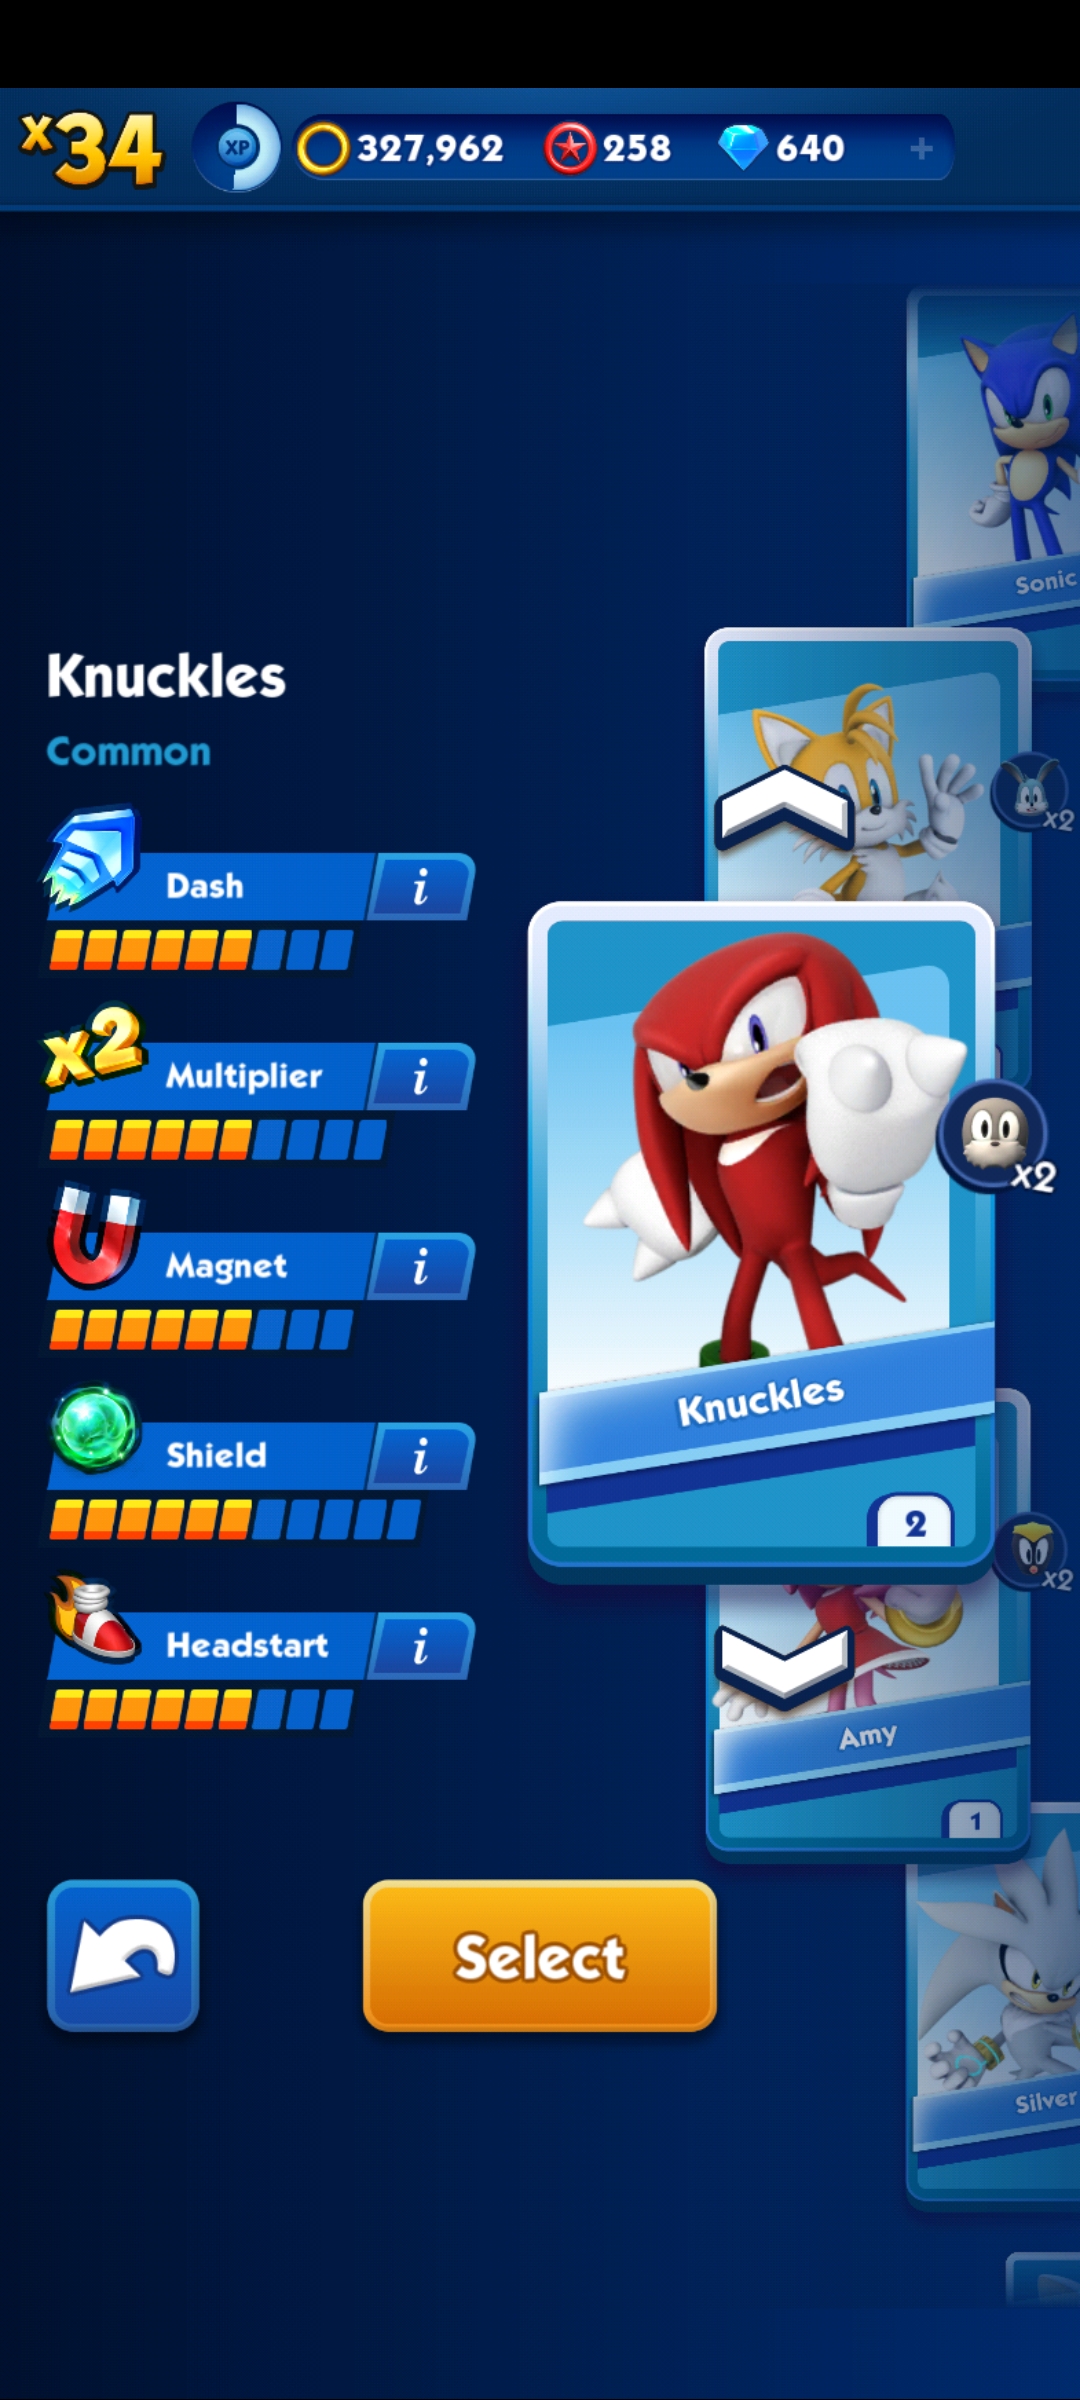 x34 XP 327,962 258 640 +
Sonic
Knuckles
Common
x2
Dash i
x2 Multiplier i
x2
Magnet i
Knuckles
Shield i
2
x2
Headstart i
Amy
1
Select
Silver